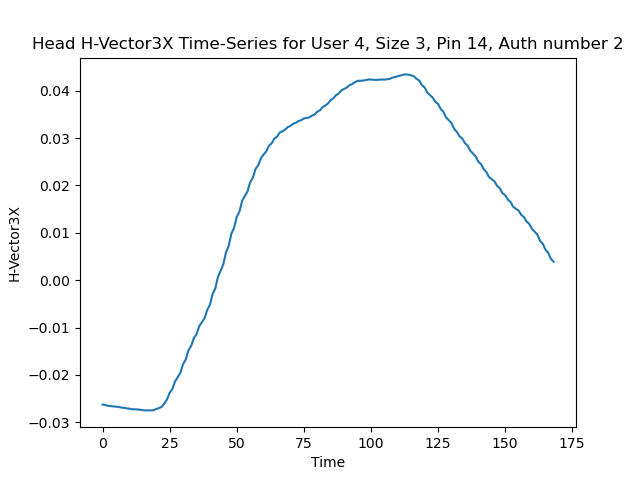 Head H-Vector3X Time-Series for User 4, Size 3, Pin 14, Auth number 2
H-Vector3X
0.04
0.03
0.02
0.01
0.00
−0.01
−0.02
−0.03
0 25 50 75 100 125 150 175
Time